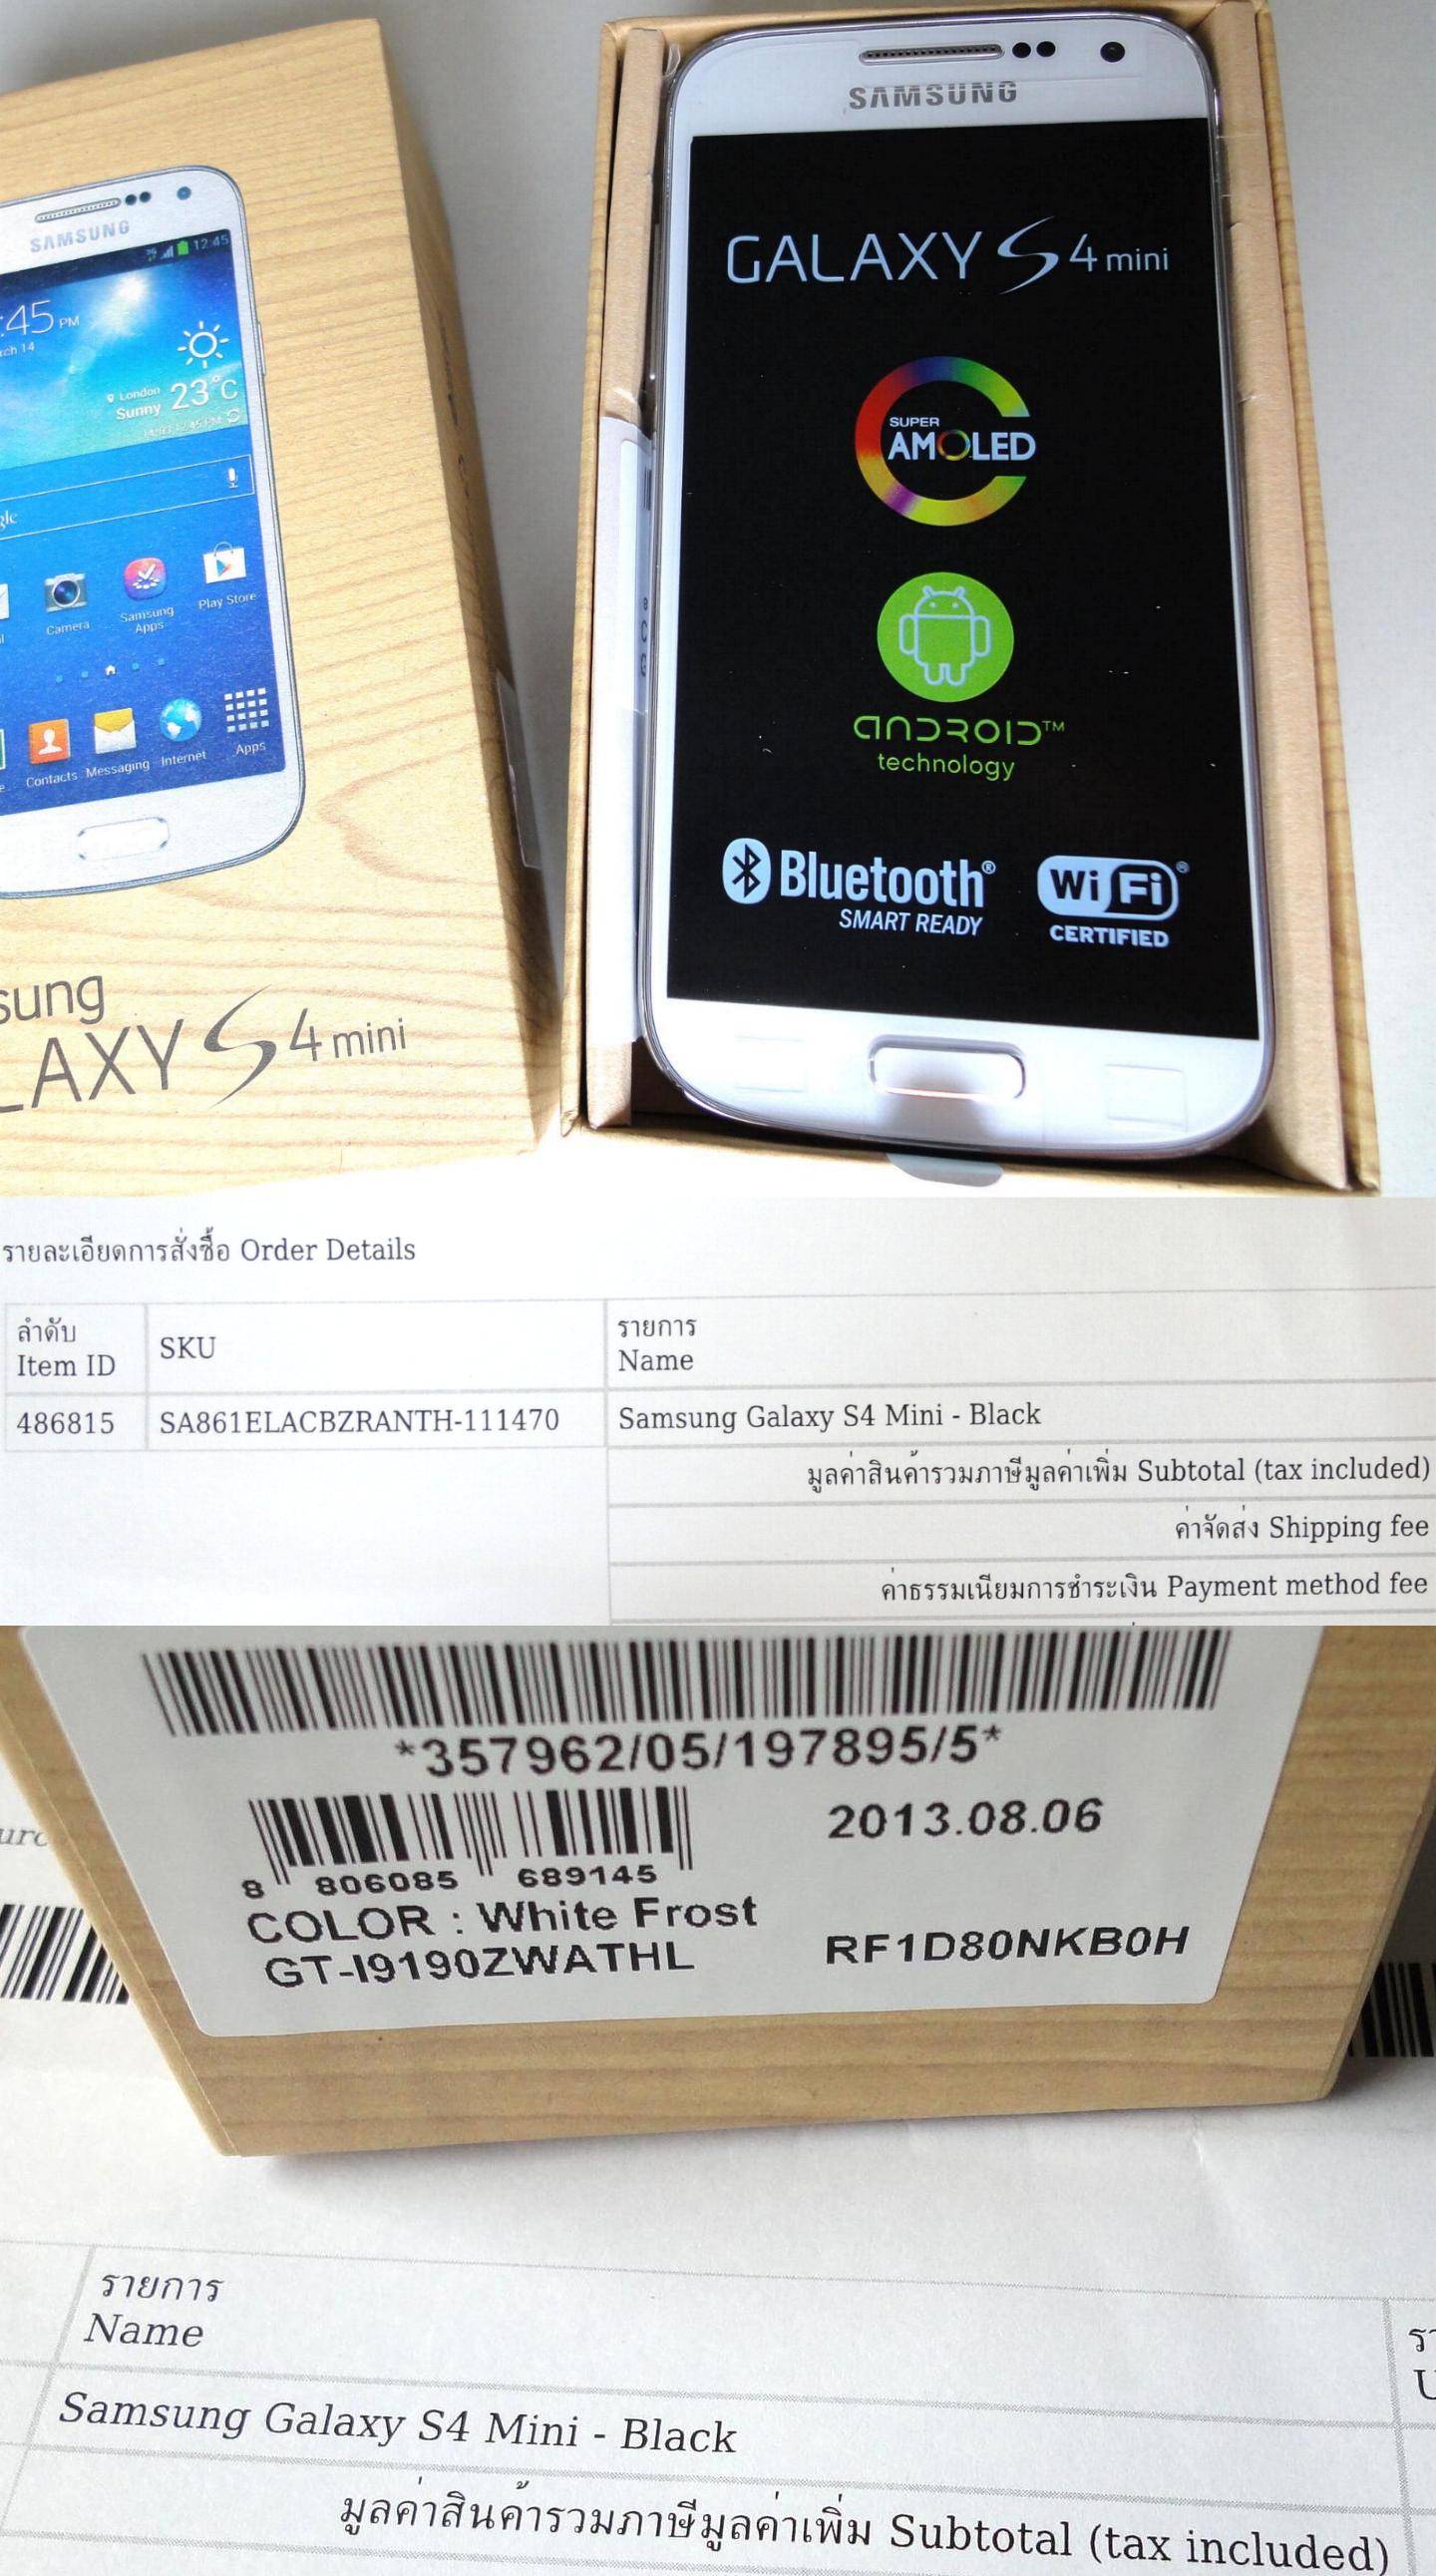 SAMSUNG
12:45
:45 PM
rch 14
London
Sunny 23°C
gle
Camera
Samsung
Apps
Play Store
Contacts
Messaging
Internet
Apps
sung
LAXY S4 mini
SAMSUNG
GALAXY S4 mini
SUPER
AMOLED
ANDROID™
technology
Bluetooth®
SMART READY
Wi Fi®
CERTIFIED
รายละเอียดการสั่งซื้อ Order Details
ลำดับ
Item ID
SKU
รายการ
Name
486815
SA861ELACBZRANTH-111470
Samsung Galaxy S4 Mini - Black
มูลค่าสินค้ารวมภาษีมูลค่าเพิ่ม Subtotal (tax included)
ค่าจัดส่ง Shipping fee
ค่าธรรมเนียมการชำระเงิน Payment method fee
*357962/05/197895/5*
8 806085 689145
2013.08.06
COLOR : White Frost
GT-I9190ZWATHL
RF1D80NKB0H
รายการ
Name
Samsung Galaxy S4 Mini - Black
มูลค่าสินค้ารวมภาษีมูลค่าเพิ่ม Subtotal (tax included)